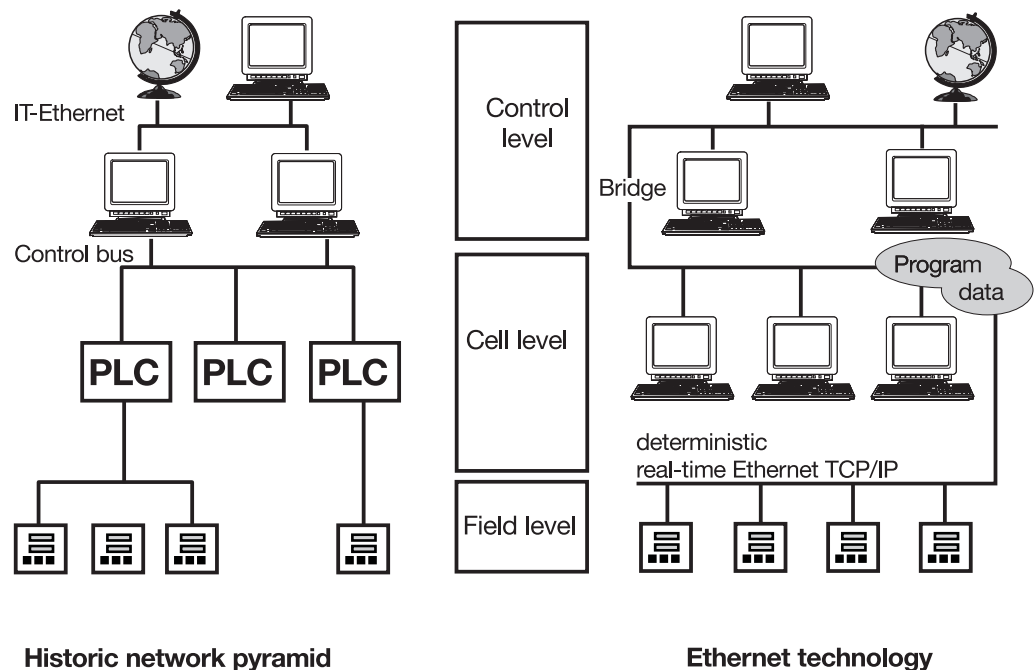 IT-Ethernet
Control bus
PLC
PLC
PLC
Historic network pyramid
Control
level
Cell level
Field level
Bridge
Program
data
deterministic
real-time Ethernet TCP/IP
Ethernet technology